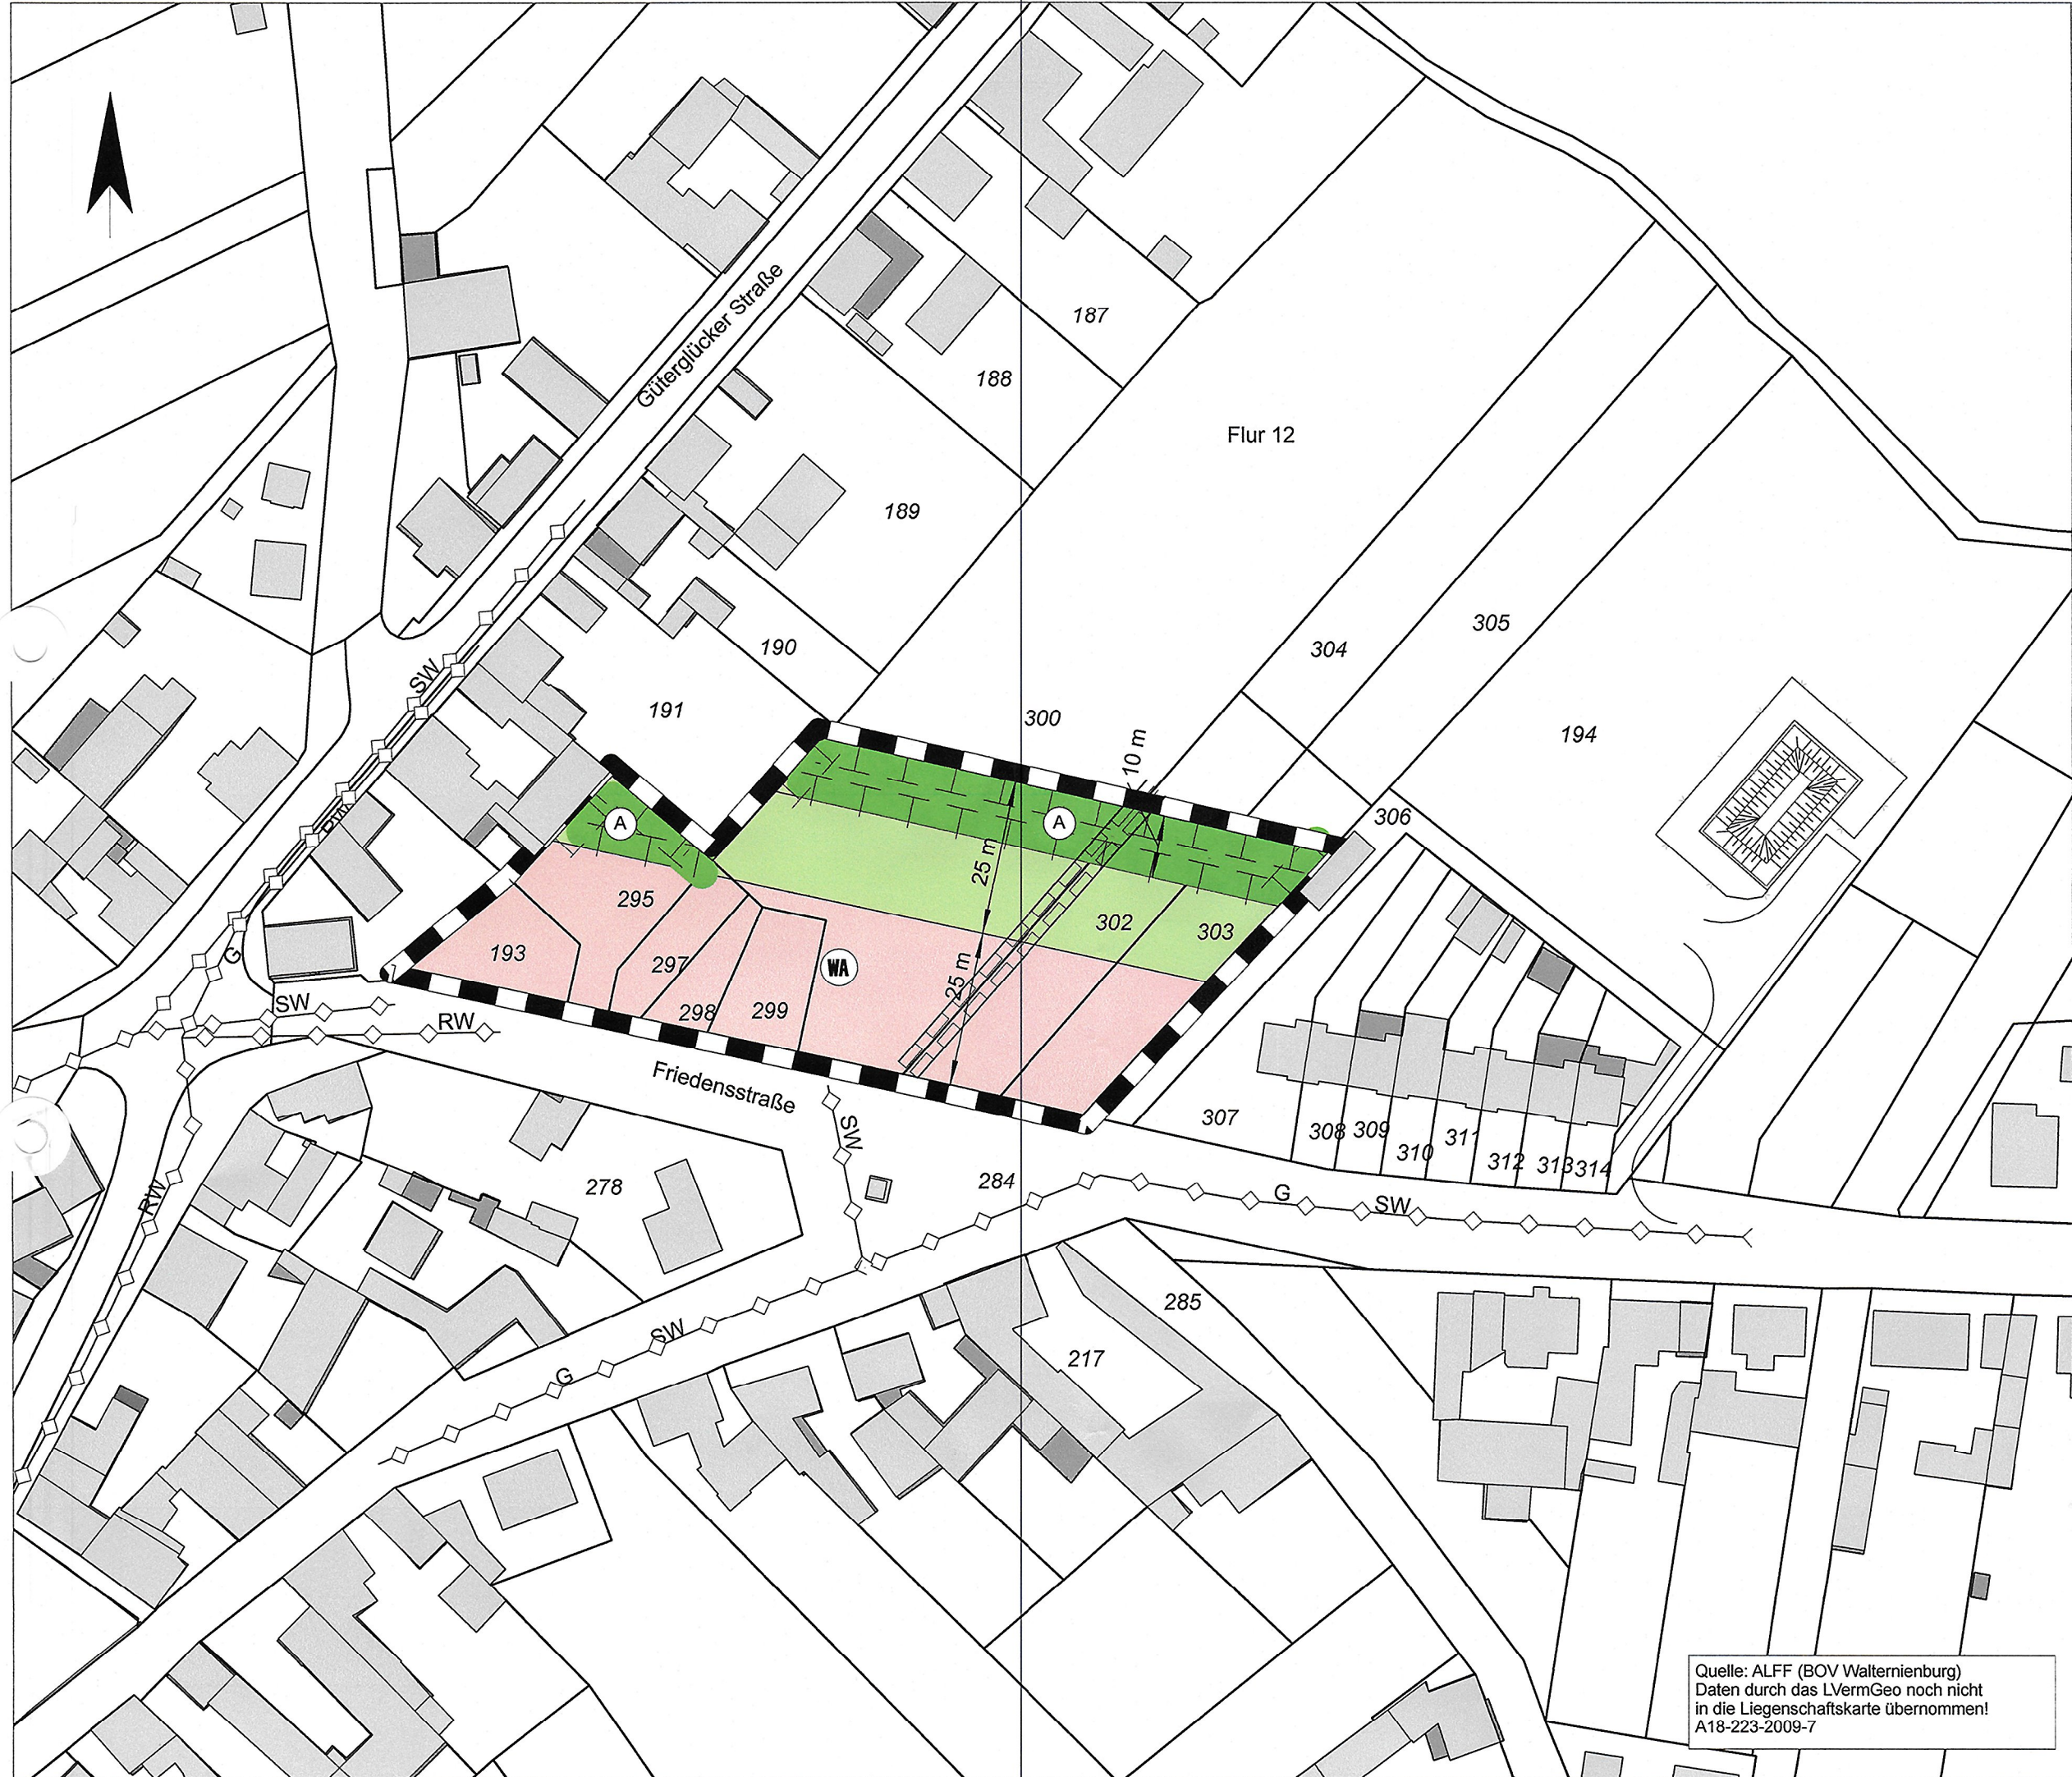 Güterglücker Straße
187
188
Flur 12
189
305
190
304
SW
191
300
194
10 m
RW
A
A
306
25 m
295
302
303
193
G
297
WA
25 m
SW
298
299
RW
Friedensstraße
307
308
309
310
311
312
313
314
SW
278
284
RW
G
SW
285
SW
217
G
Quelle: ALFF (BOV Walternienburg)
Daten durch das LVermGeo noch nicht
in die Liegenschaftskarte übernommen!
A18-223-2009-7